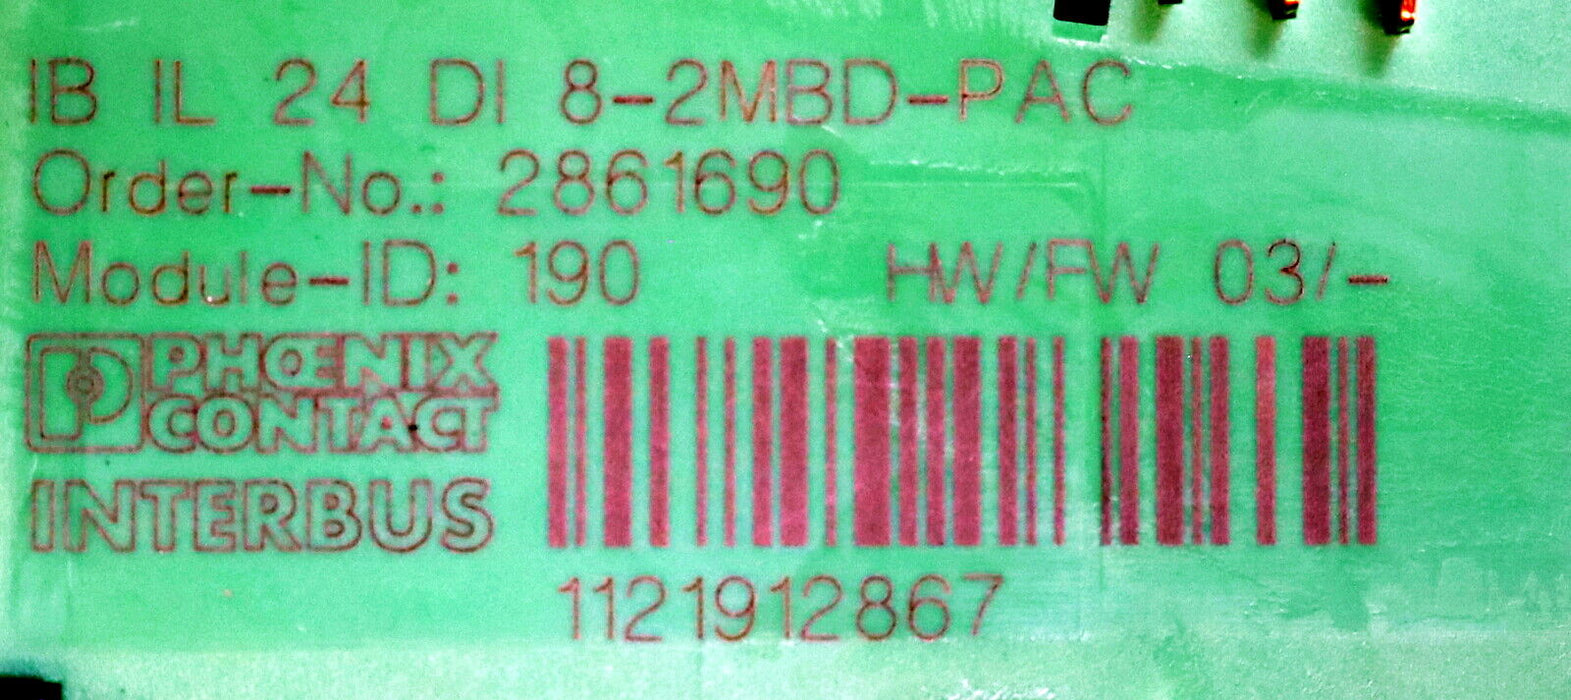 IB IL 24 DI 8-2MBD-PAC
Order-No.: 2861690
Module-ID: 190 HW/FW 03/-
PHŒNIX
CONTACT
INTERBUS
1121912867